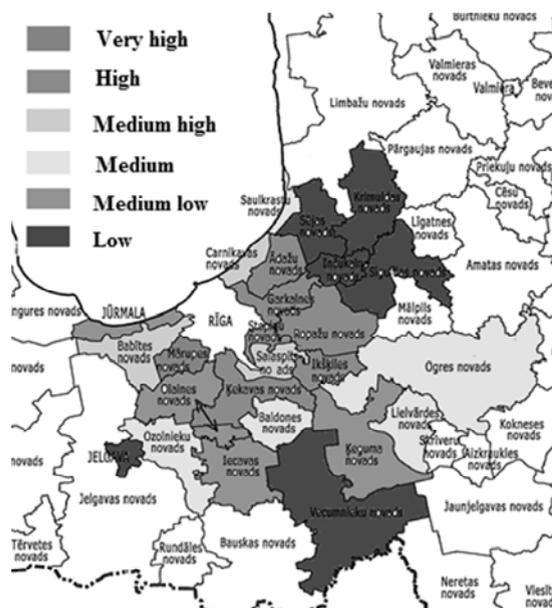 Very high
High
Medium high
Medium
Medium low
Low
Burtnieku novads
Valmieras
novads
Valmiera
Limbažu novads
Pārgaujas novads
Priekuļu novads
Cēsu
novads
Saulkrastu
novads
Krimuldas
novads
Sējas
novads
Līgatnes
novads
Amatas novads
Carnikavas
novads
Ādažu
novads
Inčukalna
novads
Siguldas novads
Mālpils
novads
Garkalnes
novads
JŪRMALA
RĪGA
Ropažu novads
Babītes
novads
Mārupes
novads
Salaspils
Ikšķiles
novads
Ogres novads
Olaines
novads
Ķekavas novads
Baldones
novads
Lielvārdes
novads
Kokneses
novads
Skrīveru
novads
Aizkraukles
novads
Ozolnieku
novads
JELGAVA
Iecavas
novads
Ķeguma
novads
Jelgavas novads
Vecumnieku novads
Jaunjelgavas novads
Tērvetes
novads
Rundāles
novads
Bauskas novads
Neretas
novads